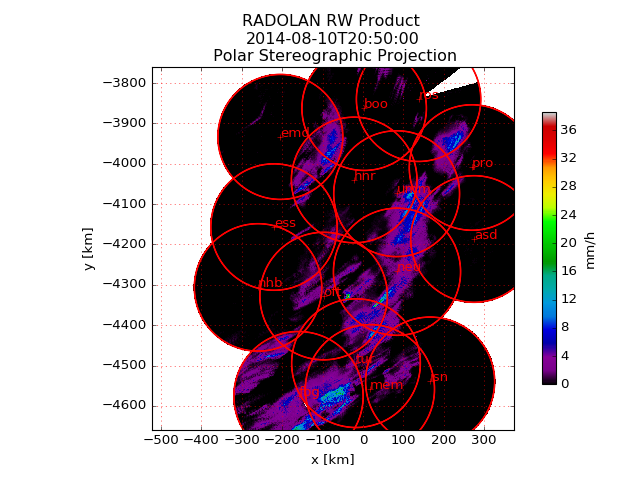 RADOLAN RW Product
2014-08-10T20:50:00
Polar Stereographic Projection
−3800
−3900
−4000
−4100
−4200
−4300
−4400
−4500
−4600
y [km]
−500 −400 −300 −200 −100 0 100 200 300
x [km]
36
32
28
24
20
16
12
8
4
0
mm/h
ros
boo
emd
pro
hnr
umm
ess
asd
neu
nhb
oft
tur
isn
mem
fbg